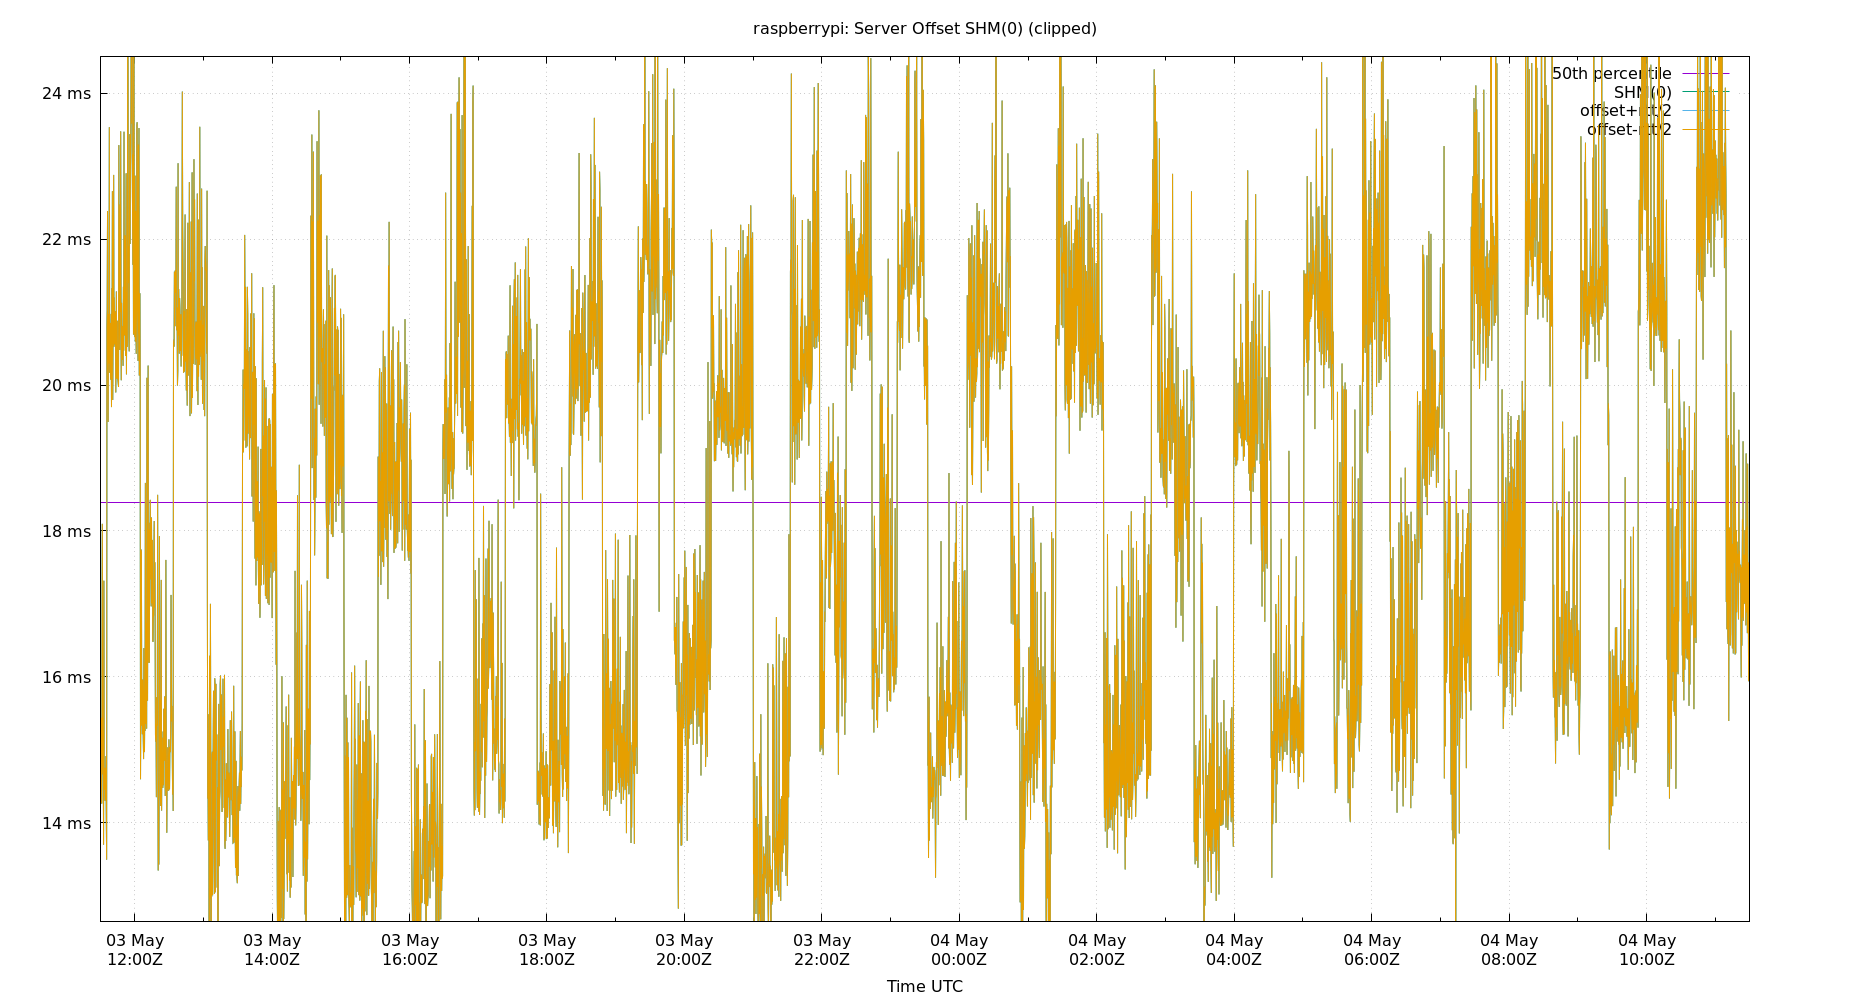 raspberrypi: Server Offset SHM(0) (clipped)
24 ms
22 ms
20 ms
18 ms
16 ms
14 ms
50th percentile
SHM(0)
offset+rtt/2
offset-rtt/2
03 May 12:00Z
03 May 14:00Z
03 May 16:00Z
03 May 18:00Z
03 May 20:00Z
03 May 22:00Z
04 May 00:00Z
04 May 02:00Z
04 May 04:00Z
04 May 06:00Z
04 May 08:00Z
04 May 10:00Z
Time UTC